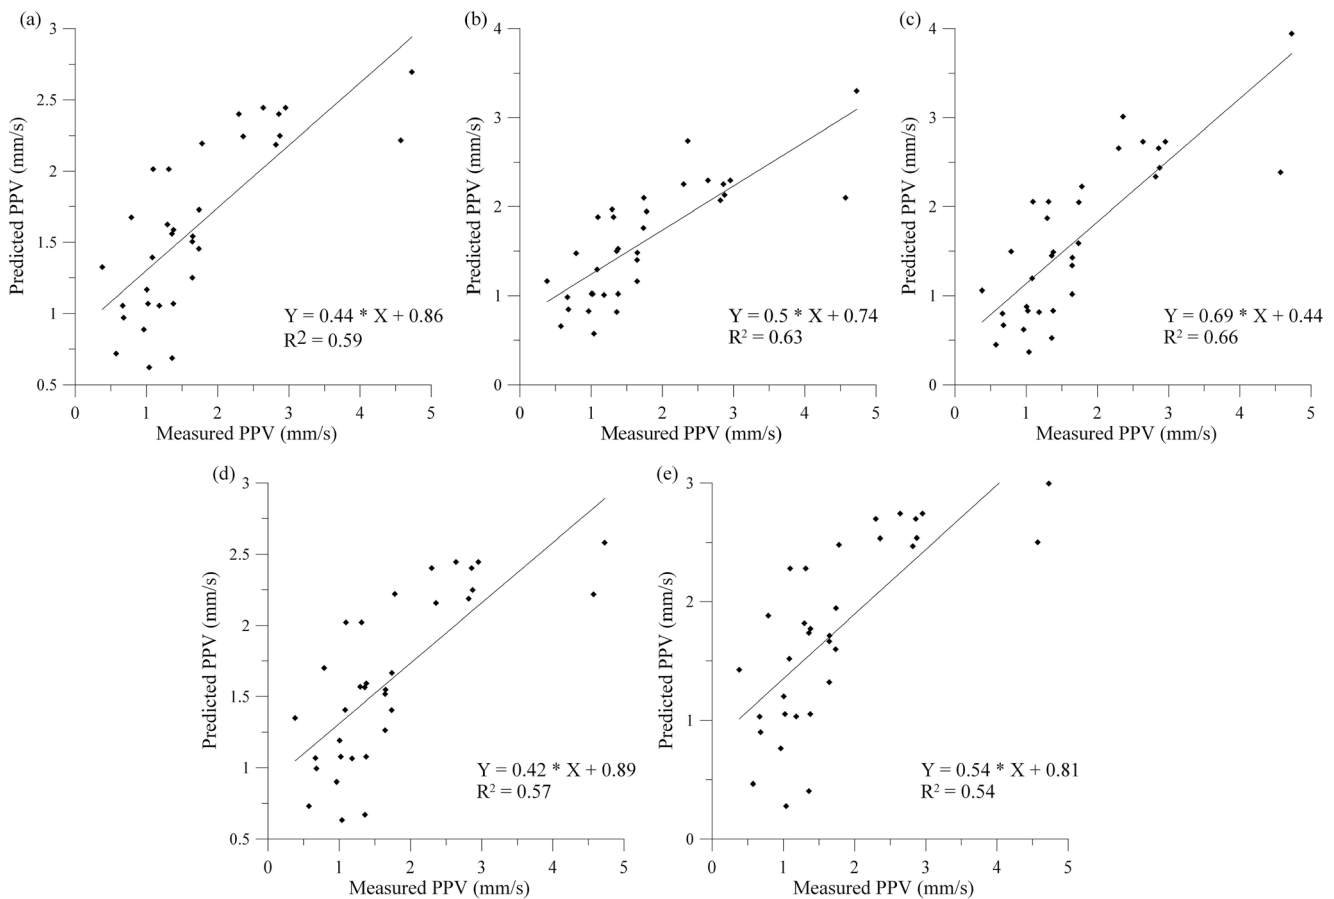 (a)
3
2.5
2
1.5
1
0.5
Predicted PPV (mm/s)
0 1 2 3 4 5
Measured PPV (mm/s)
Y = 0.44 * X + 0.86
R2 = 0.59
(b)
4
3
2
1
0
Predicted PPV (mm/s)
0 1 2 3 4 5
Measured PPV (mm/s)
Y = 0.5 * X + 0.74
R² = 0.63
(c)
4
3
2
1
0
Predicted PPV (mm/s)
0 1 2 3 4 5
Measured PPV (mm/s)
Y = 0.69 * X + 0.44
R² = 0.66
(d)
3
2.5
2
1.5
1
0.5
Predicted PPV (mm/s)
0 1 2 3 4 5
Measured PPV (mm/s)
Y = 0.42 * X + 0.89
R² = 0.57
(e)
3
2
1
0
Predicted PPV (mm/s)
0 1 2 3 4 5
Measured PPV (mm/s)
Y = 0.54 * X + 0.81
R² = 0.54